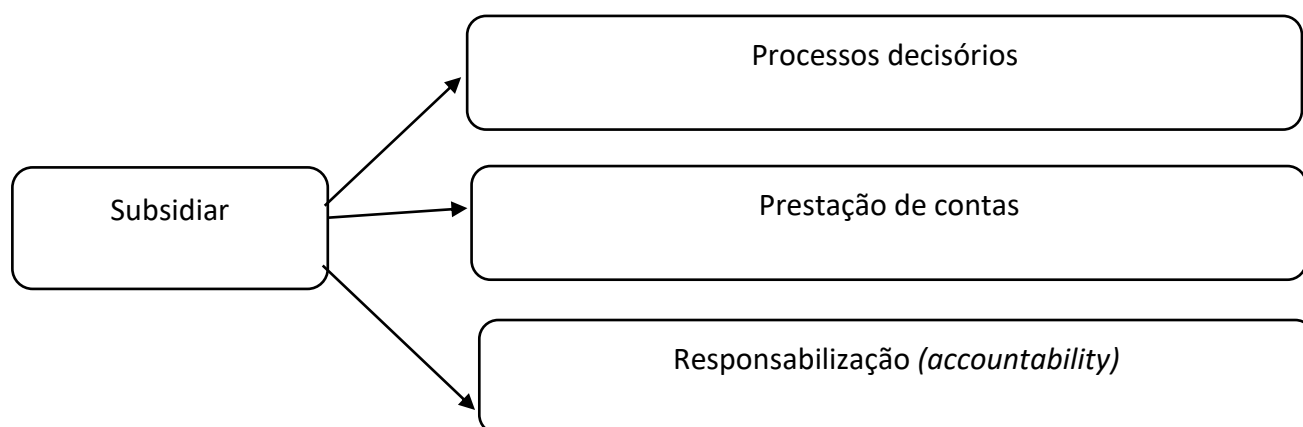 Processos decisórios
Subsidiar
Prestação de contas
Responsabilização (accountability)